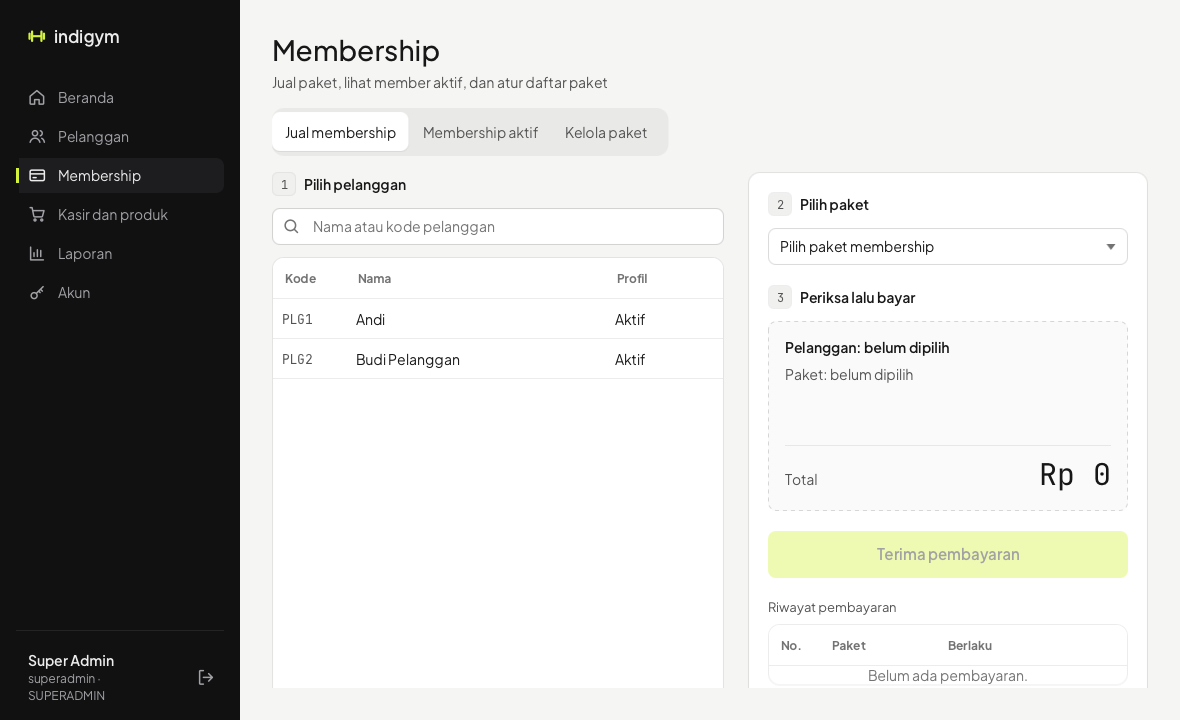 indigym
Beranda
Pelanggan
Membership
Kasir dan produk
Laporan
Akun
Super Admin
superadmin ·
SUPERADMIN
Membership
Jual paket, lihat member aktif, dan atur daftar paket
Jual membership Membership aktif Kelola paket
1 Pilih pelanggan
Nama atau kode pelanggan
Kode Nama Profil
PLG1 Andi Aktif
PLG2 Budi Pelanggan Aktif
2 Pilih paket
Pilih paket membership
3 Periksa lalu bayar
Pelanggan: belum dipilih
Paket: belum dipilih
Total Rp 0
Terima pembayaran
Riwayat pembayaran
No. Paket Berlaku
Belum ada pembayaran.